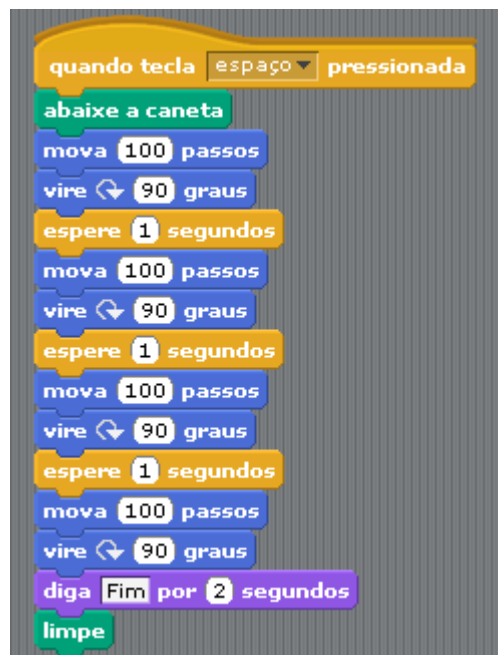 quando tecla espaço pressionada
abaixe a caneta
mova 100 passos
vire 90 graus
espere 1 segundos
mova 100 passos
vire 90 graus
espere 1 segundos
mova 100 passos
vire 90 graus
espere 1 segundos
mova 100 passos
vire 90 graus
diga Fim por 2 segundos
limpe